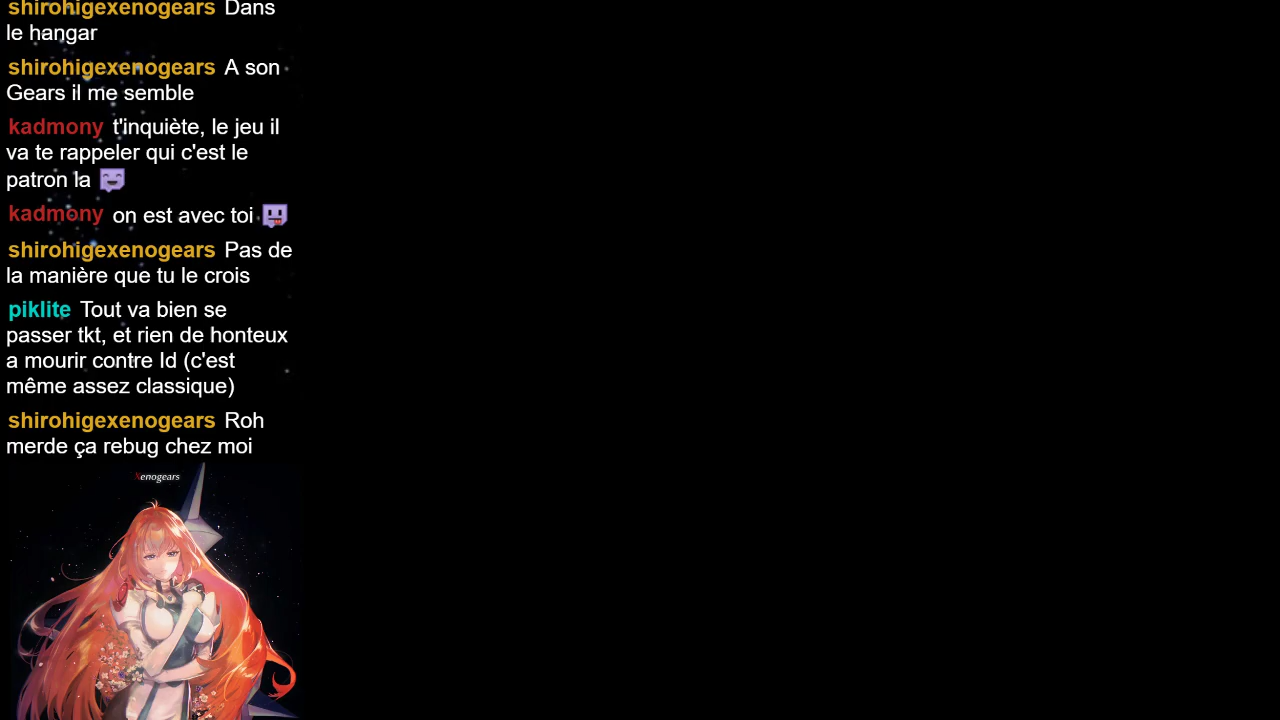 shirohigexenogears Dans
le hangar
shirohigexenogears A son
Gears il me semble
kadmony t'inquiète, le jeu il
va te rappeler qui c'est le
patron la
kadmony on est avec toi
shirohigexenogears Pas de
la manière que tu le crois
piklite Tout va bien se
passer tkt, et rien de honteux
a mourir contre Id (c'est
même assez classique)
shirohigexenogears Roh
merde ça rebug chez moi
Xenogears